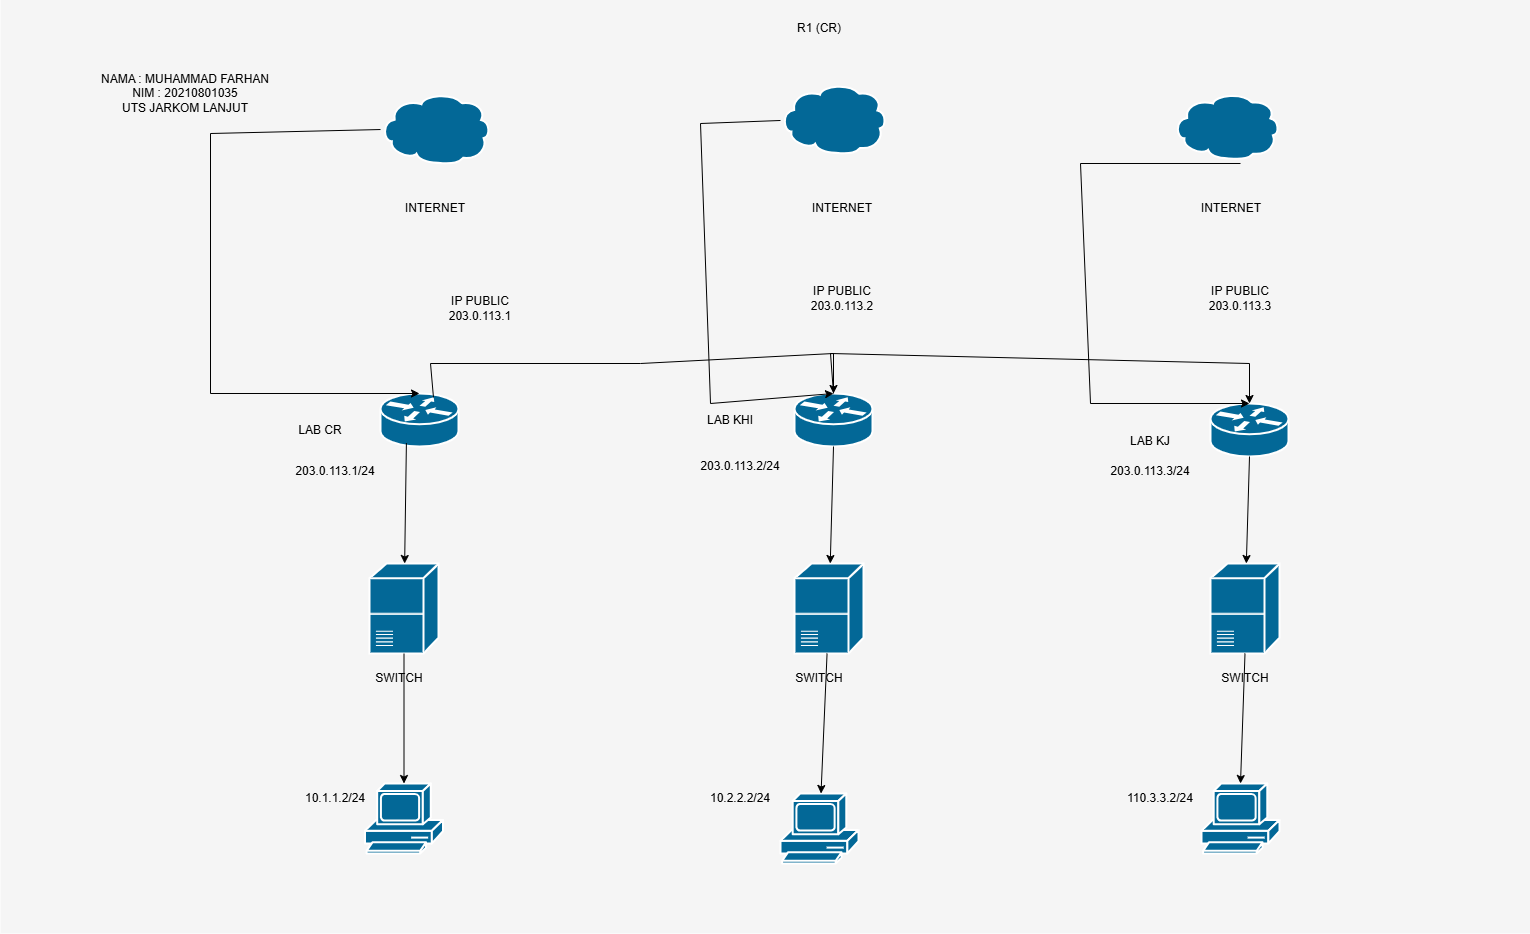 R1 (CR)
NAMA : MUHAMMAD FARHAN
NIM : 20210801035
UTS JARKOM LANJUT
INTERNET
INTERNET
INTERNET
IP PUBLIC
203.0.113.1
IP PUBLIC
203.0.113.2
IP PUBLIC
203.0.113.3
LAB CR
LAB KHI
LAB KJ
203.0.113.1/24
203.0.113.2/24
203.0.113.3/24
SWITCH
SWITCH
SWITCH
10.1.1.2/24
10.2.2.2/24
110.3.3.2/24